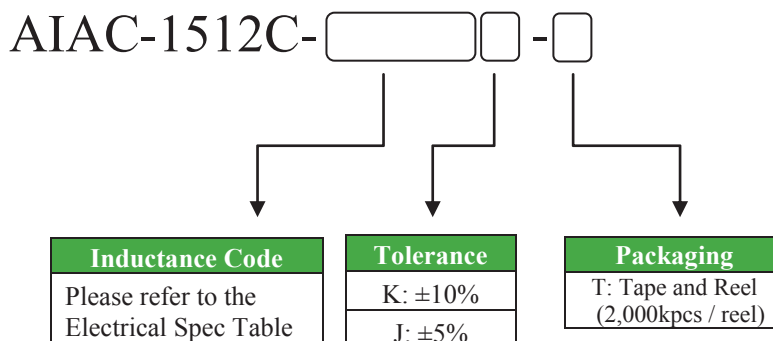 AIAC-1512C- -
Inductance Code
Please refer to the
Electrical Spec Table
Tolerance
K: ±10%
J: ±5%
Packaging
T: Tape and Reel
(2,000kpcs / reel)